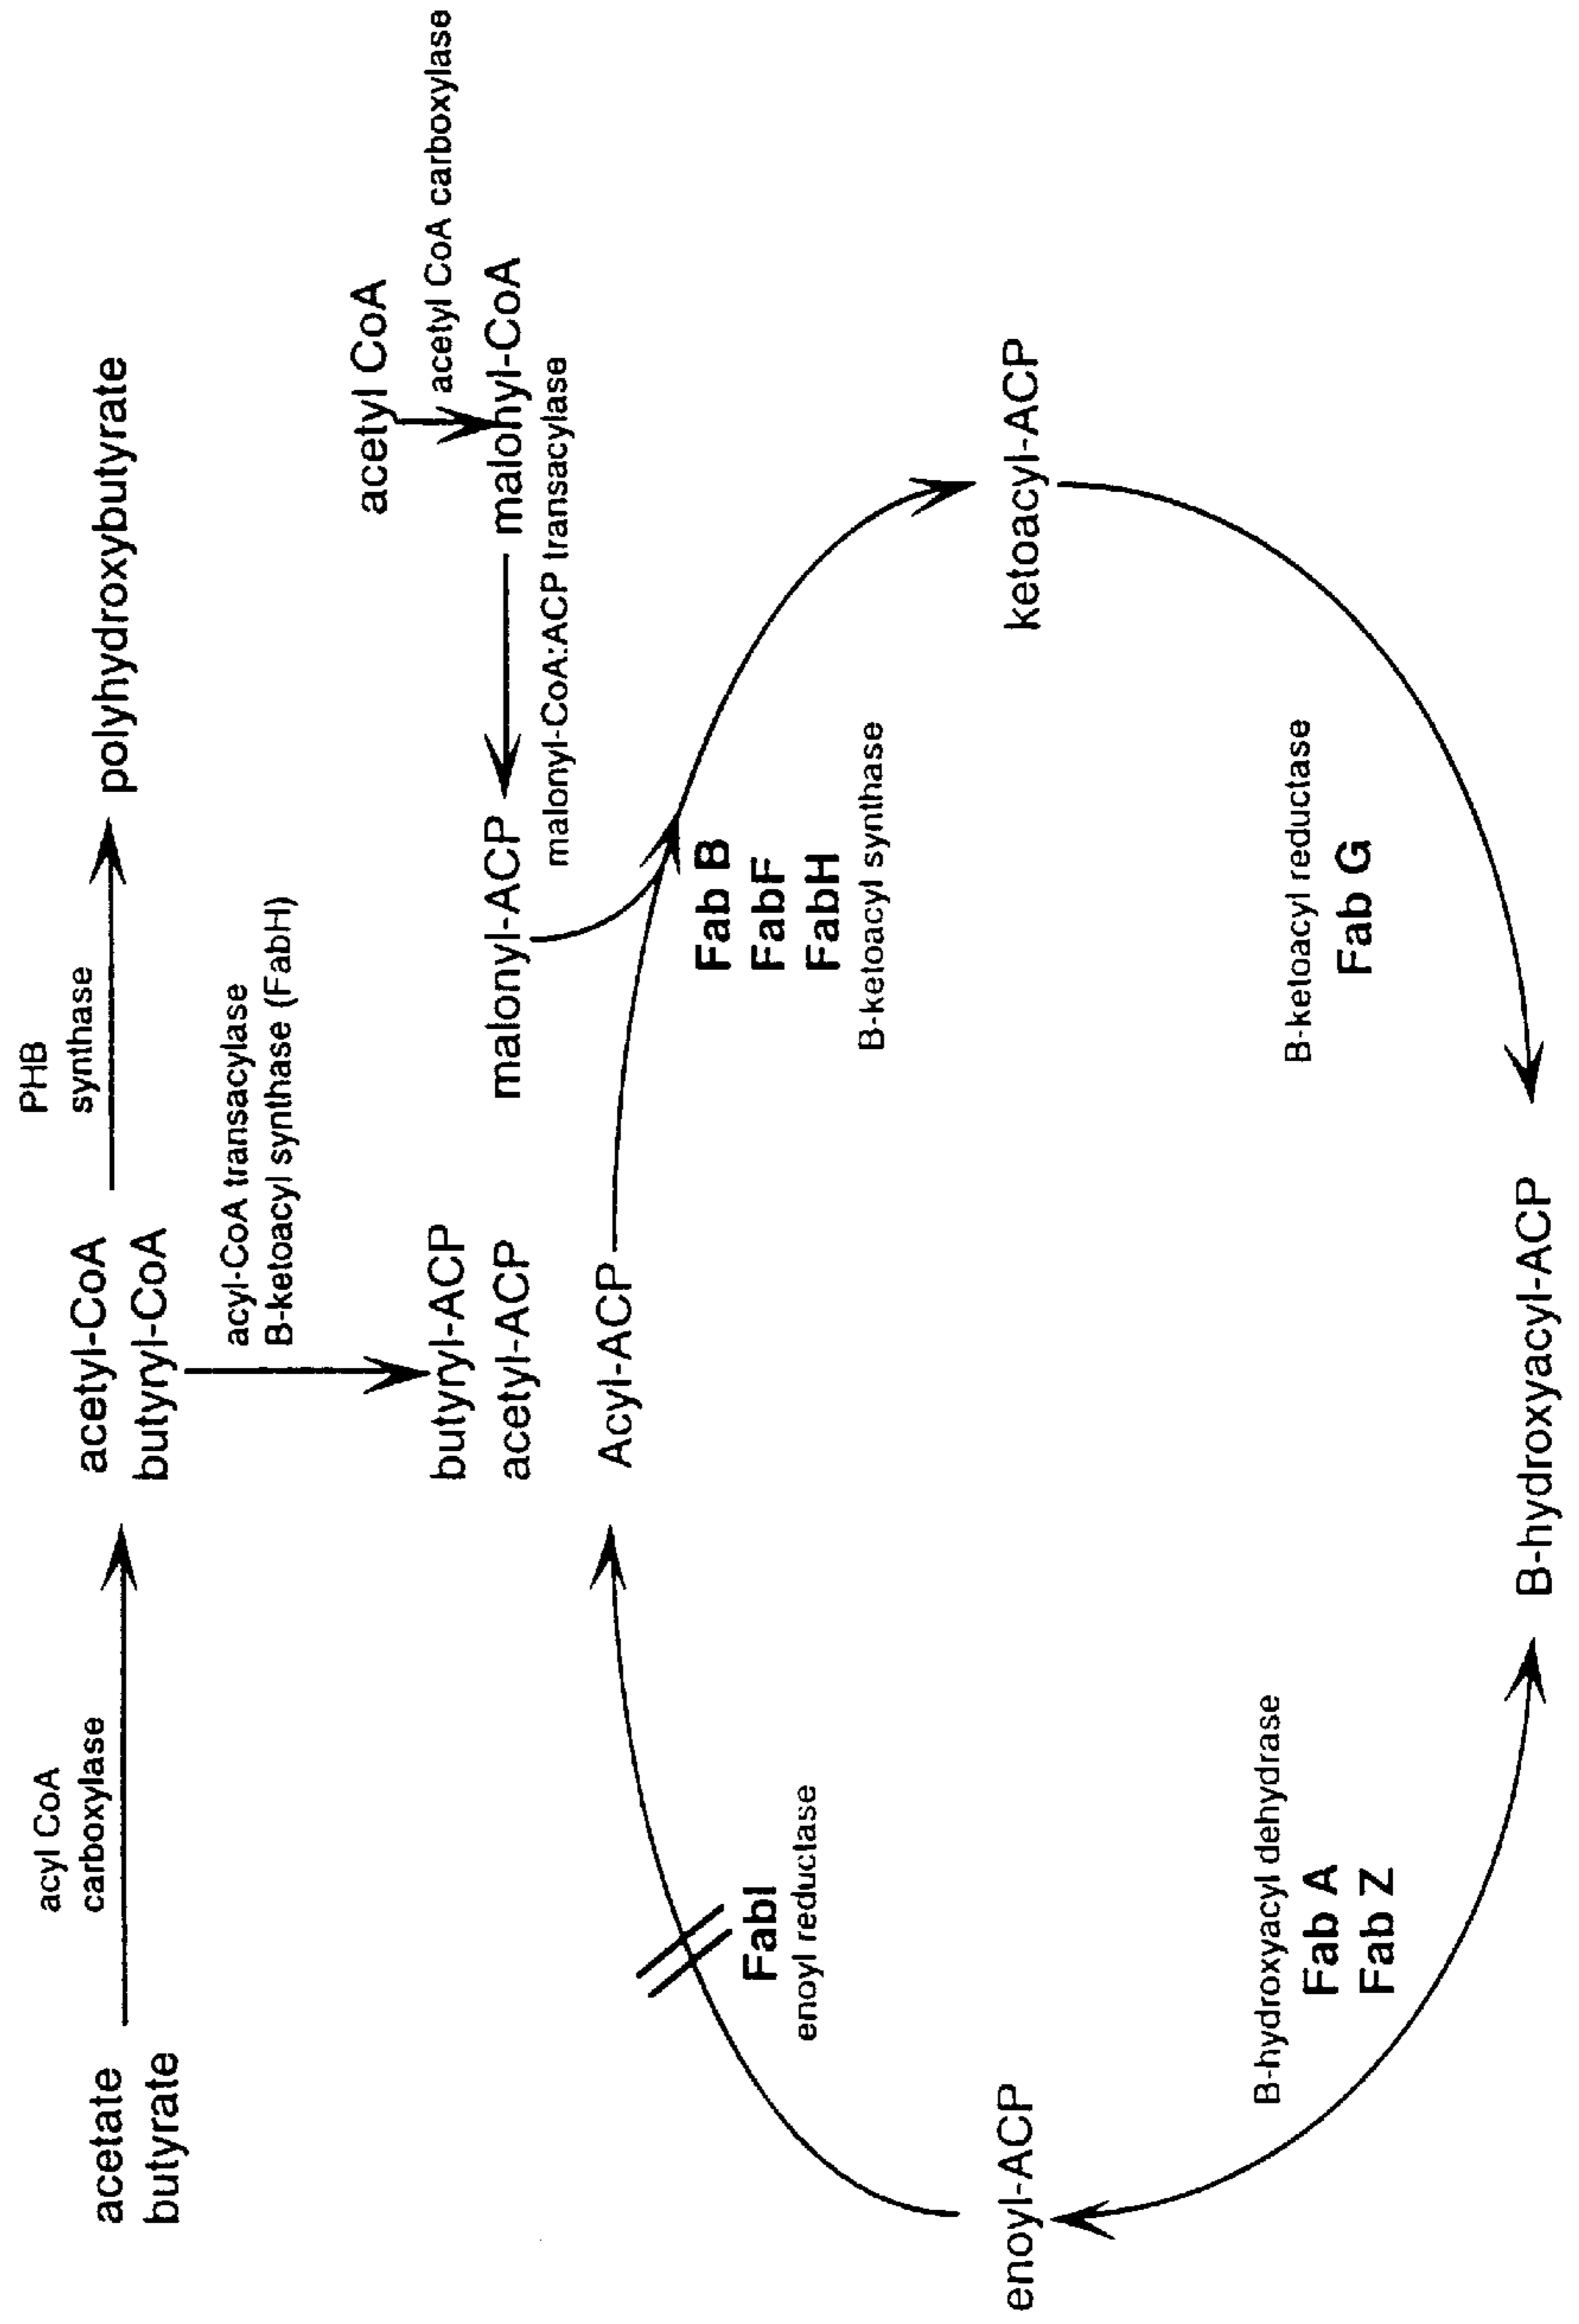 acetate
butyrate
acyl CoA
carboxylase
acetyl-CoA
butyryl-CoA
PHB
synthase
polyhydroxybutyrate
acyl-CoA transacylase
B-ketoacyl synthase (FabH)
butyryl-ACP
acetyl-ACP
acetyl CoA
acetyl CoA carboxylase
malonyl-CoA
malonyl-ACP
malonyl-CoA:ACP transacylase
Acyl-ACP
Fab B
FabF
FabH
B-ketoacyl synthase
FabI
enoyl reductase
enoyl-ACP
ketoacyl-ACP
B-hydroxyacyl dehydrase
Fab A
Fab Z
B-ketoacyl reductase
Fab G
B-hydroxyacyl-ACP